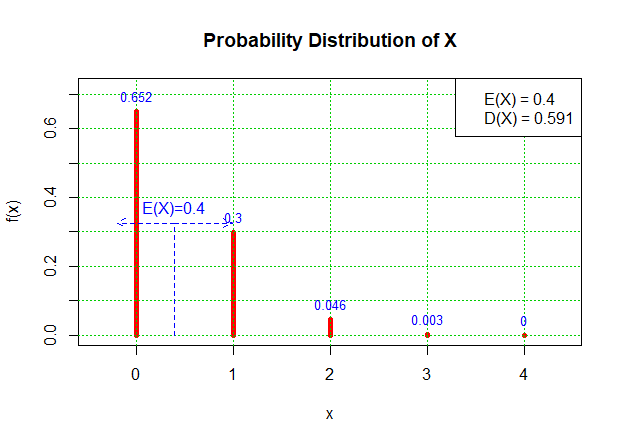 Probability Distribution of X
E(X) = 0.4
D(X) = 0.591
0.652
E(X)=0.4
0.3
0.046
0.003
0
f(x)
0.6
0.4
0.2
0.0
0 1 2 3 4
x